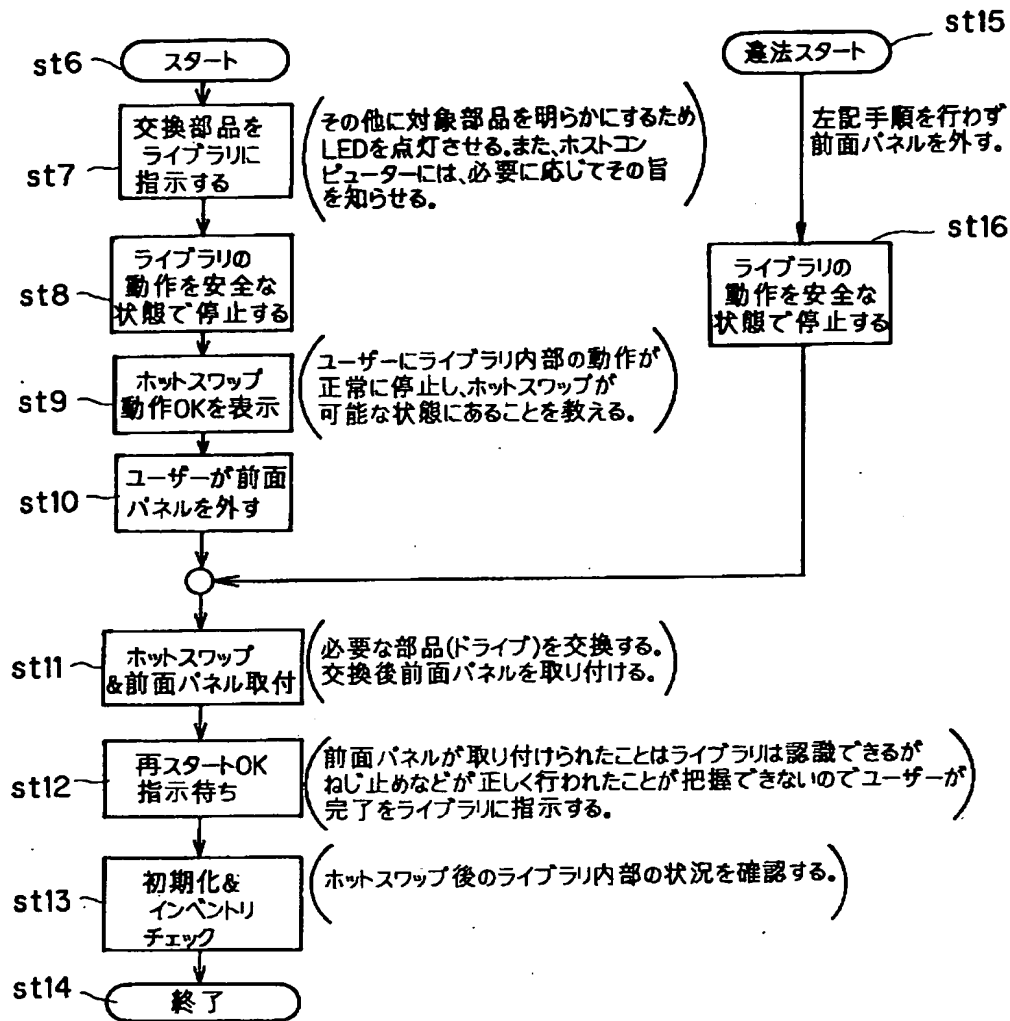 st6
スタート
st15
違法スタート
st7
交換部品を
ライブラリに
指示する
その他に対象部品を明らかにするため
LEDを点灯させる。また、ホストコン
ピューターには、必要に応じてその旨
を知らせる。
左記手順を行わず
前面パネルを外す。
st8
ライブラリの
動作を安全な
状態で停止する
st16
ライブラリの
動作を安全な
状態で停止する
st9
ホットスワップ
動作OKを表示
ユーザーにライブラリ内部の動作が
正常に停止し、ホットスワップが
可能な状態にあることを教える。
st10
ユーザーが前面
パネルを外す
st11
ホットスワップ
&前面パネル取付
必要な部品(ドライブ)を交換する。
交換後前面パネルを取り付ける。
st12
再スタートOK
指示待ち
前面パネルが取り付けられたことはライブラリは認識できるが
ねじ止めなどが正しく行われたことが把握できないのでユーザーが
完了をライブラリに指示する。
st13
初期化&
インベントリ
チェック
ホットスワップ後のライブラリ内部の状況を確認する。
st14
終了